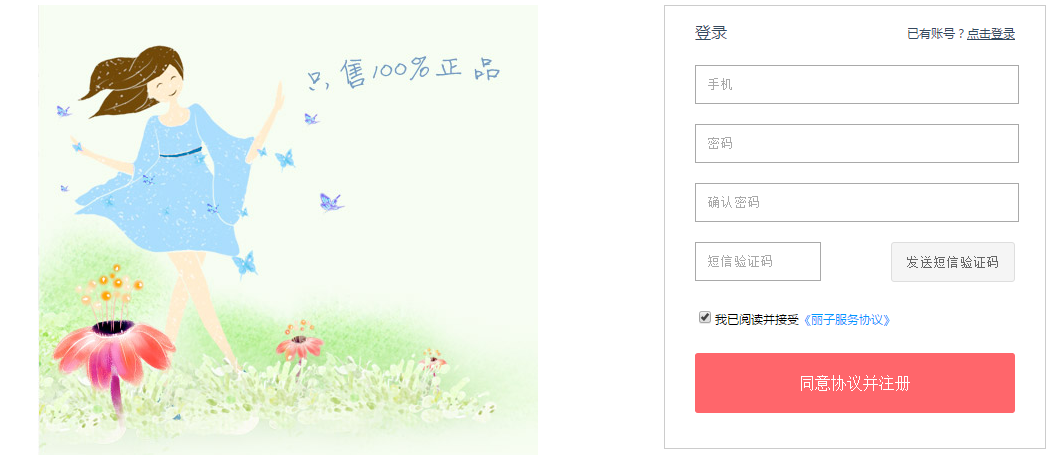 只售100%正品
登录
已有账号？点击登录
手机
密码
确认密码
短信验证码
发送短信验证码
我已阅读并接受《丽子服务协议》
同意协议并注册